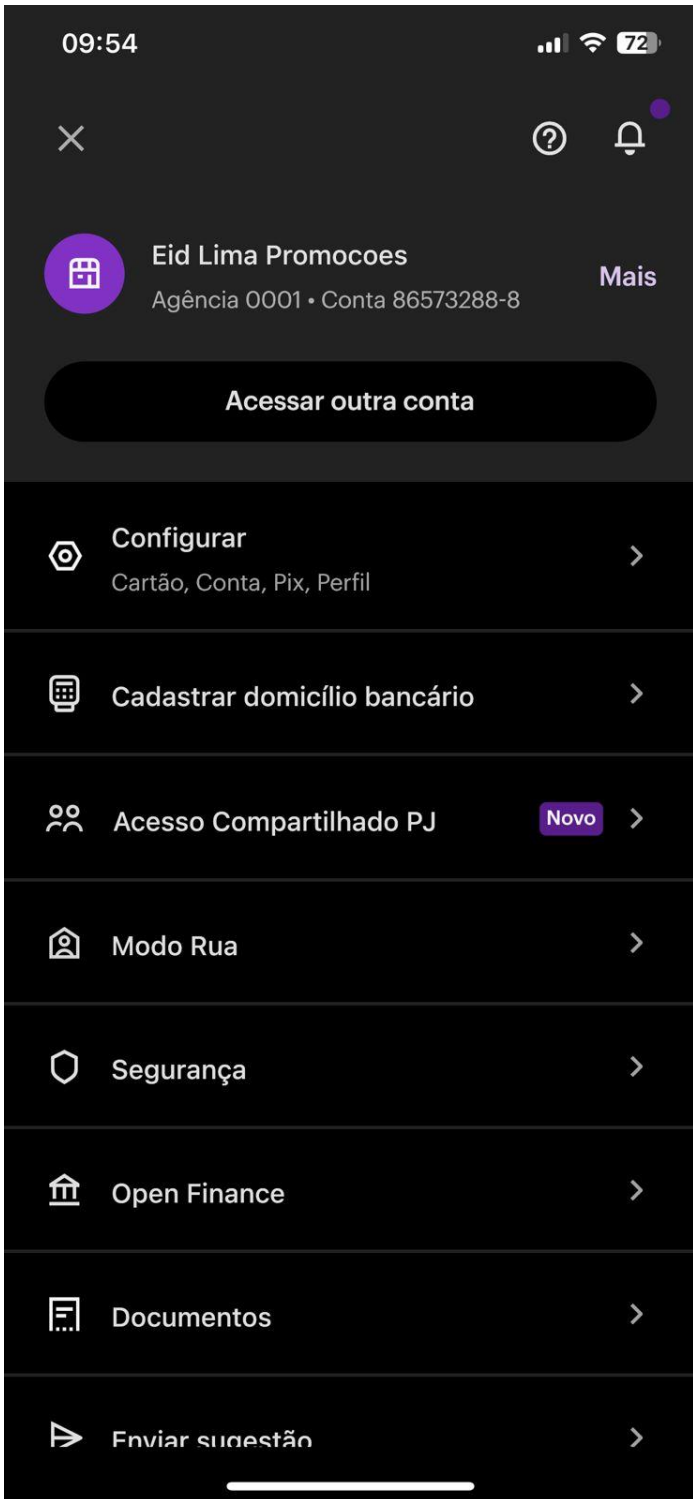 09:54
72
Eid Lima Promocoes
Agência 0001 • Conta 86573288-8
Mais
Acessar outra conta
Configurar
Cartão, Conta, Pix, Perfil
Cadastrar domicílio bancário
Acesso Compartilhado PJ
Novo
Modo Rua
Segurança
Open Finance
Documentos
Enviar sugestão